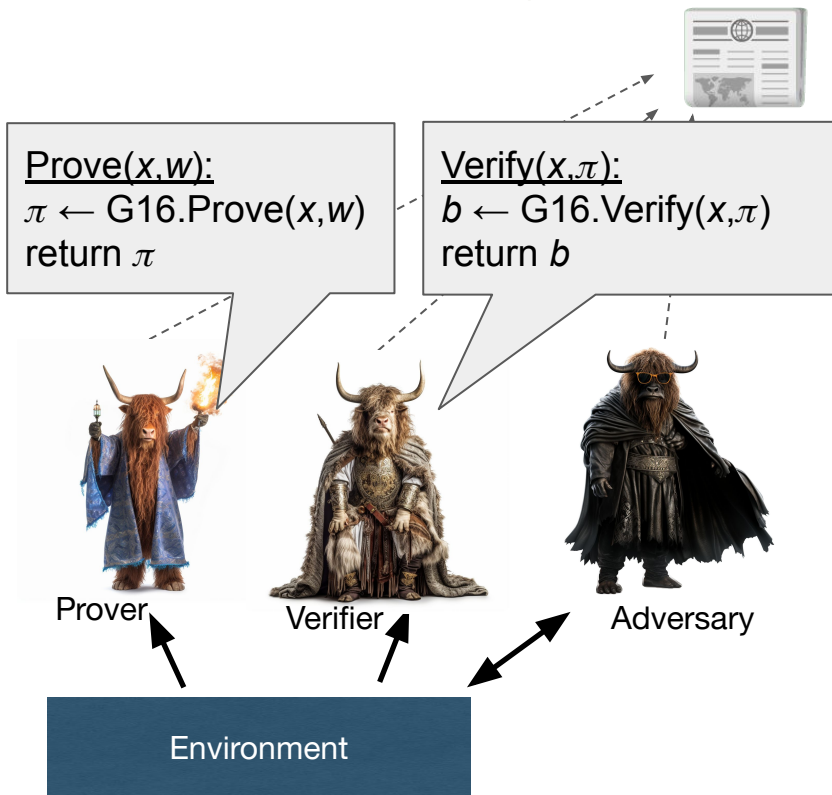 Prove(x,w):
π ← G16.Prove(x,w)
return π
Verify(x,π):
b ← G16.Verify(x,π)
return b
Prover
Verifier
Adversary
Environment